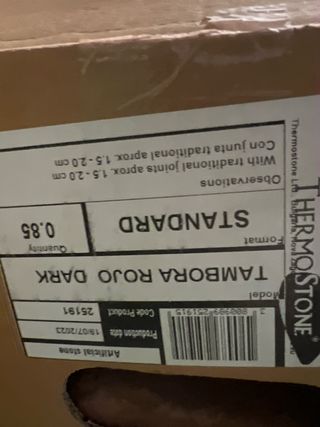 THERMOSTONE
Thermostone Ltd., Bulgaria, Nova
Artificial stone
Production date 19/07/2023
Code Product 25191
Model
TAMBORA ROJO DARK
Format
STANDARD
Quantity
0.85
Observations
With traditional joints aprox. 1.5 - 2.0 cm
Con junta traditional aprox. 1.5 - 2.0 cm